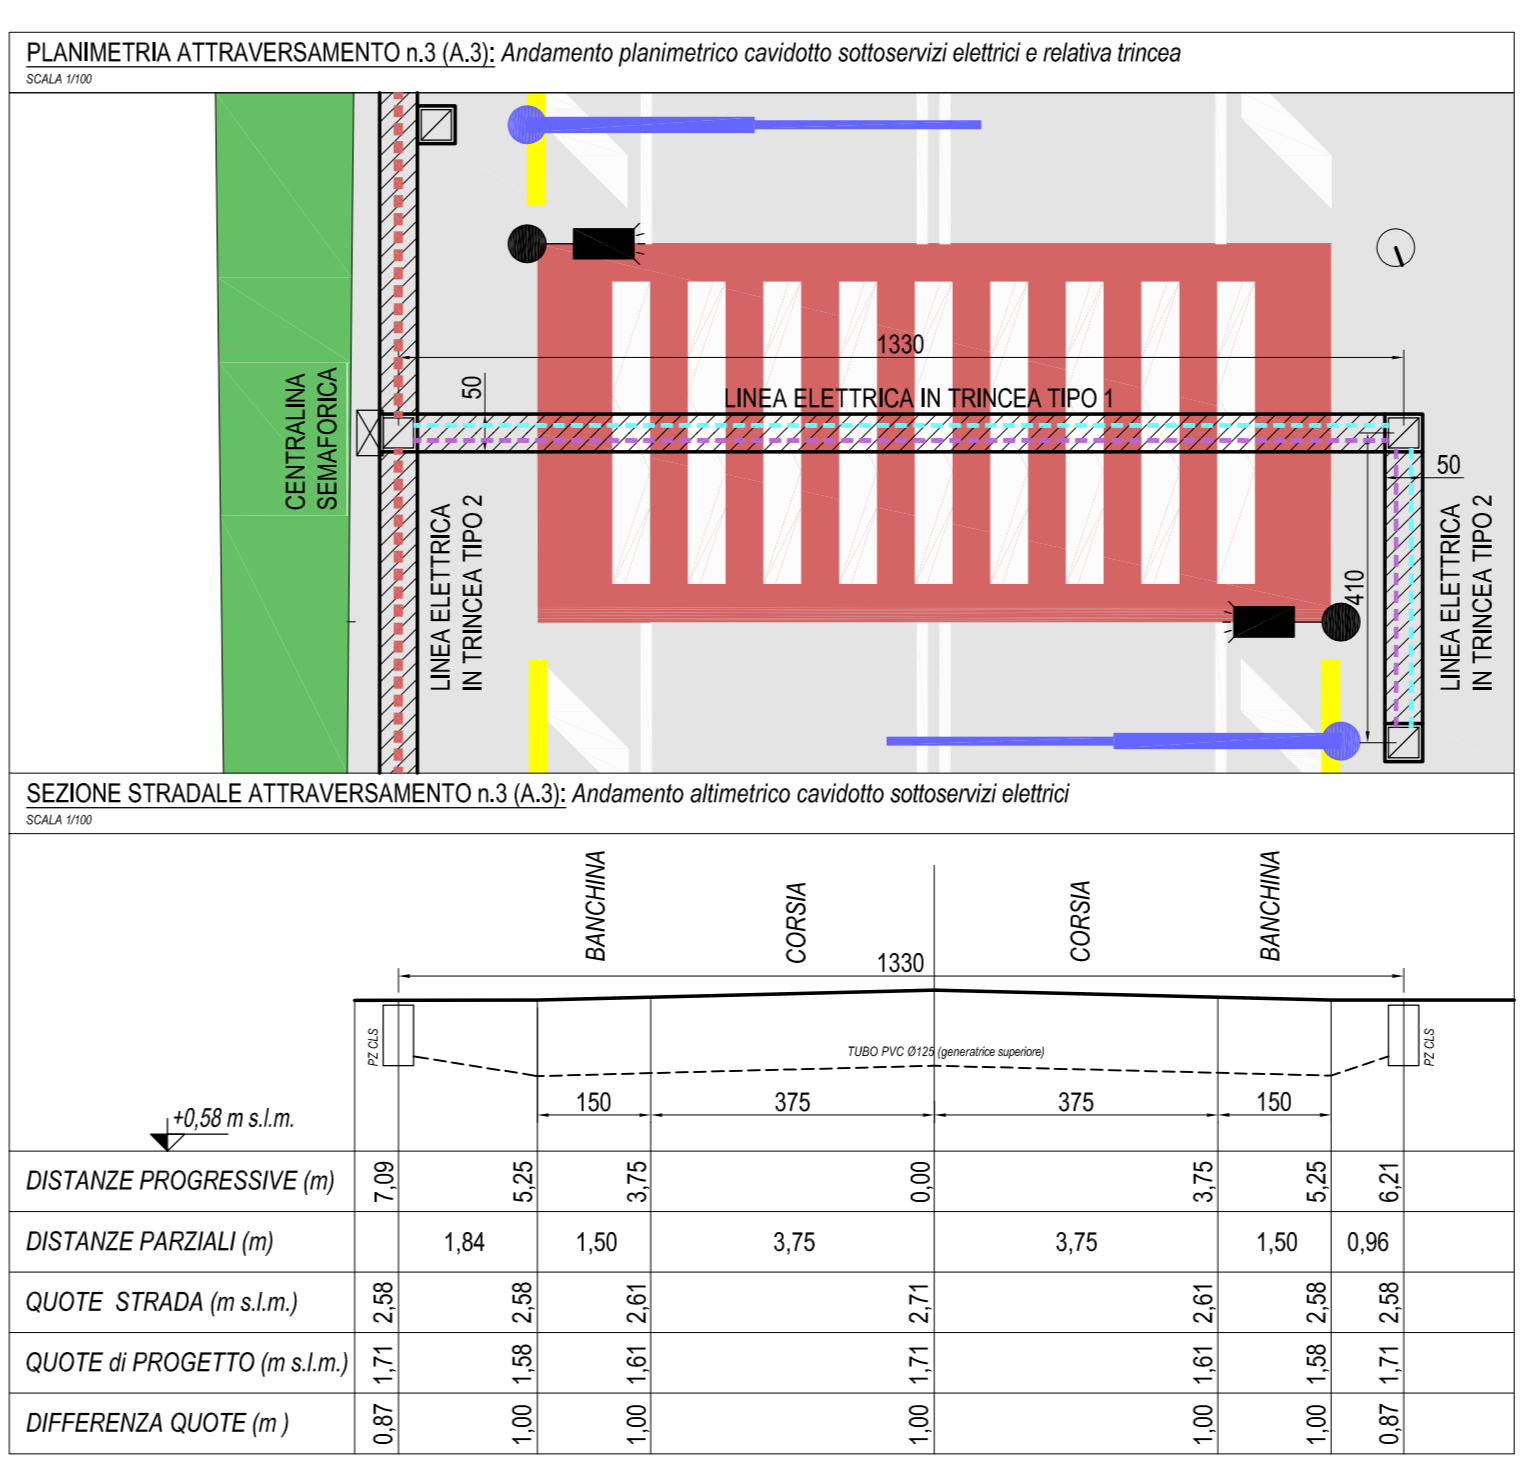 PLANIMETRIA ATTRAVERSAMENTO n.3 (A.3): Andamento planimetrico cavidotto sottoservizi elettrici e relativa trincea
SCALA 1/100
1330
50
LINEA ELETTRICA IN TRINCEA TIPO 1
CENTRALINA
SEMAFORICA
LINEA ELETTRICA
IN TRINCEA TIPO 2
50
410
LINEA ELETTRICA
IN TRINCEA TIPO 2
SEZIONE STRADALE ATTRAVERSAMENTO n.3 (A.3): Andamento altimetrico cavidotto sottoservizi elettrici
SCALA 1/100
BANCHINA
CORSIA
CORSIA
BANCHINA
1330
PZ CLS
TUBO PVC Ø125 (generatrice superiore)
PZ CLS
150
375
375
150
+0,58 m s.l.m.
DISTANZE PROGRESSIVE (m) 7,09 5,25 3,75 0,00 3,75 5,25 6,21
DISTANZE PARZIALI (m) 1,84 1,50 3,75 3,75 1,50 0,96
QUOTE STRADA (m s.l.m.) 2,58 2,58 2,61 2,71 2,61 2,58 2,58
QUOTE di PROGETTO (m s.l.m.) 1,71 1,58 1,61 1,71 1,61 1,58 1,71
DIFFERENZA QUOTE (m ) 0,87 1,00 1,00 1,00 1,00 1,00 0,87